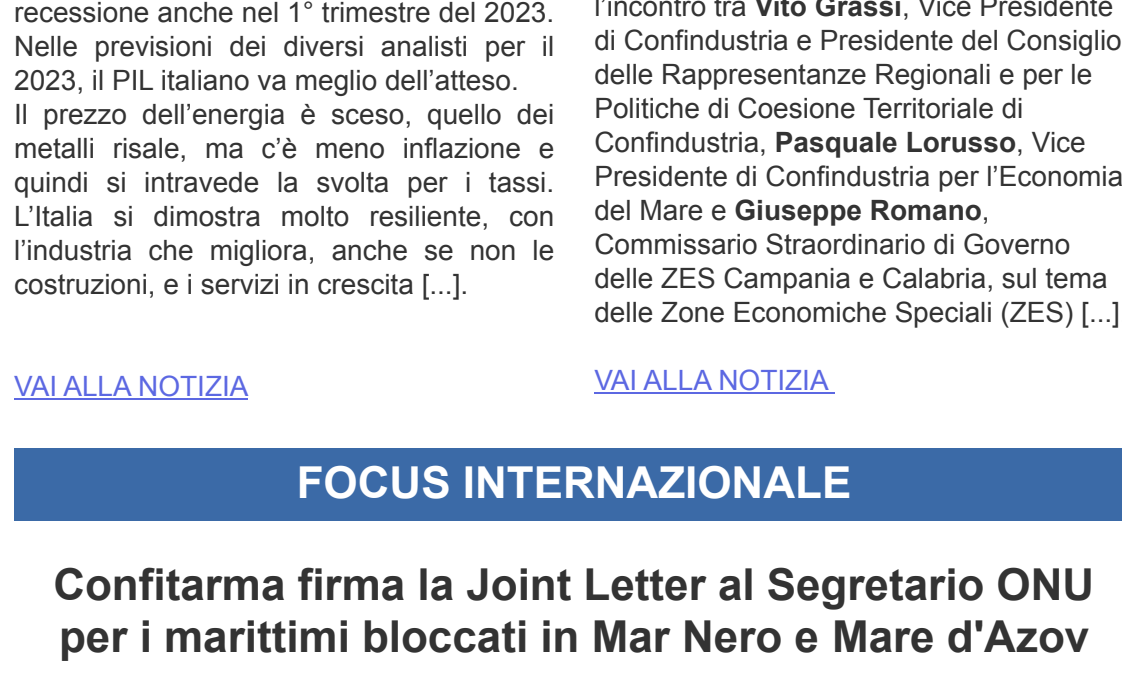 recessione anche nel 1° trimestre del 2023.
Nelle previsioni dei diversi analisti per il
2023, il PIL italiano va meglio dell’atteso.
Il prezzo dell’energia è sceso, quello dei
metalli risale, ma c’è meno inflazione e
quindi si intravede la svolta per i tassi.
L’Italia si dimostra molto resiliente, con
l’industria che migliora, anche se non le
costruzioni, e i servizi in crescita [...].
VAI ALLA NOTIZIA
l’incontro tra Vito Grassi, Vice Presidente
di Confindustria e Presidente del Consiglio
delle Rappresentanze Regionali e per le
Politiche di Coesione Territoriale di
Confindustria, Pasquale Lorusso, Vice
Presidente di Confindustria per l’Economia
del Mare e Giuseppe Romano,
Commissario Straordinario di Governo
delle ZES Campania e Calabria, sul tema
delle Zone Economiche Speciali (ZES) [...]
VAI ALLA NOTIZIA
FOCUS INTERNAZIONALE
Confitarma firma la Joint Letter al Segretario ONU
per i marittimi bloccati in Mar Nero e Mare d'Azov